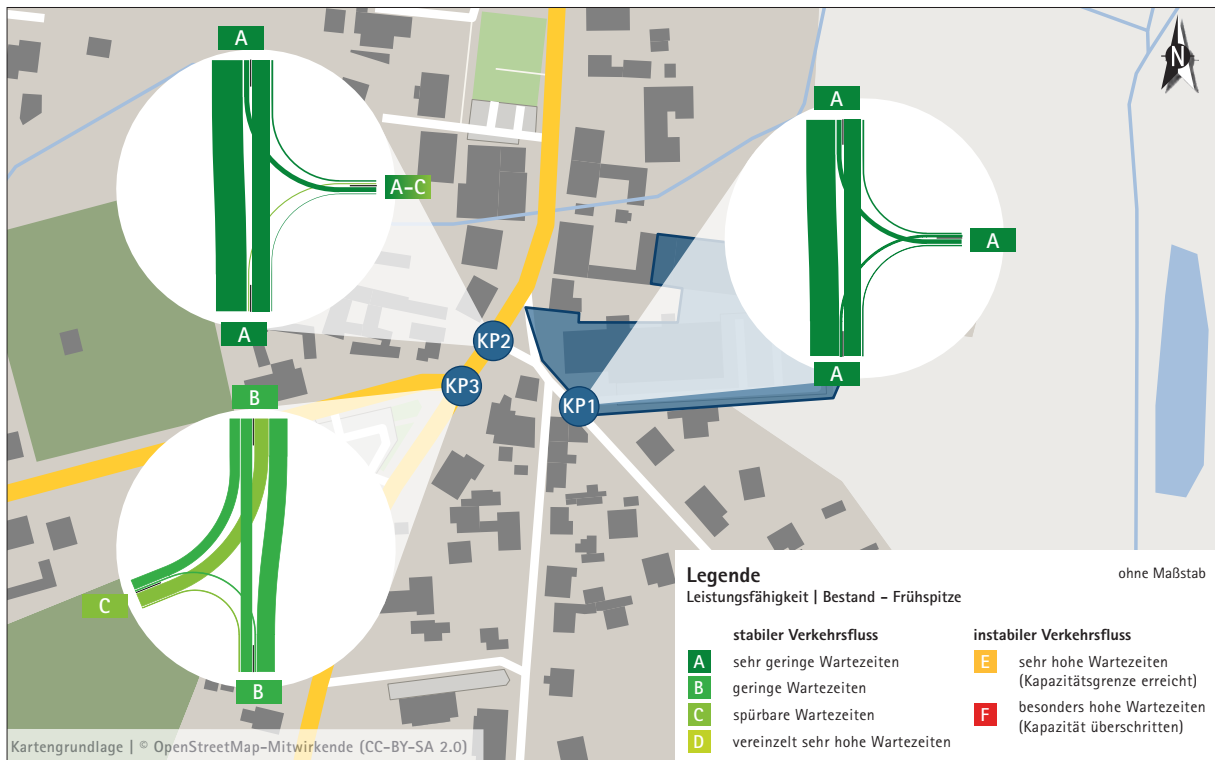 A
A
N
A-C
A
A
A
A
KP2
KP3
KP1
B
C
B
Legende
ohne Maßstab
Leistungsfähigkeit | Bestand – Frühspitze
stabiler Verkehrsfluss
A sehr geringe Wartezeiten
B geringe Wartezeiten
C spürbare Wartezeiten
D vereinzelt sehr hohe Wartezeiten
instabiler Verkehrsfluss
E sehr hohe Wartezeiten
(Kapazitätsgrenze erreicht)
F besonders hohe Wartezeiten
(Kapazität überschritten)
Kartengrundlage | © OpenStreetMap-Mitwirkende (CC-BY-SA 2.0)